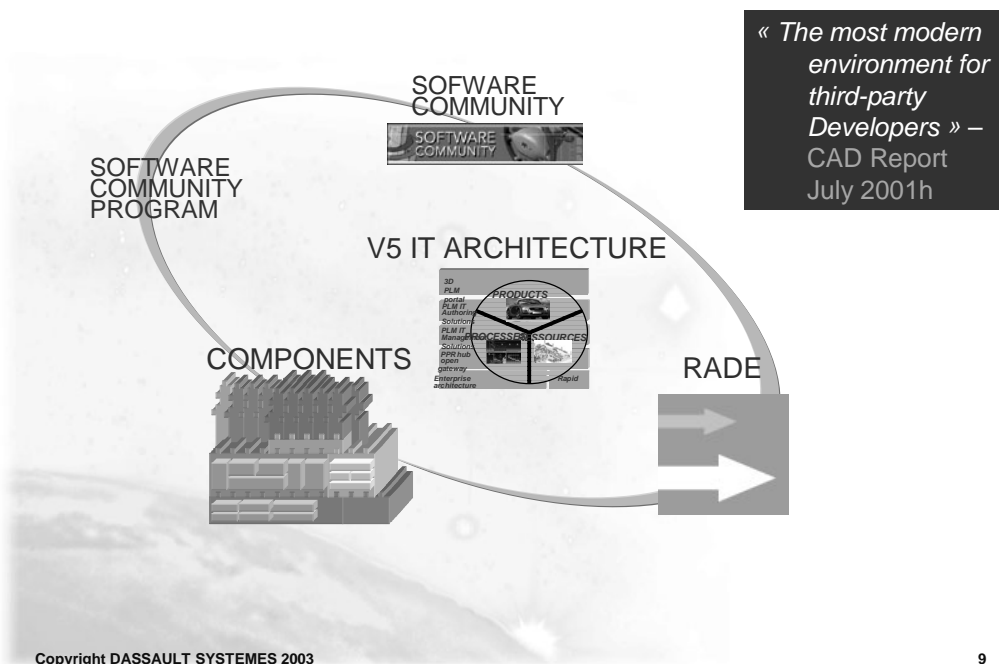 « The most modern
environment for
third-party
Developers » –
CAD Report
July 2001h
SOFWARE
COMMUNITY
SOFTWARE
COMMUNITY
SOFTWARE
COMMUNITY
PROGRAM
V5 IT ARCHITECTURE
3D
PLM
portal
PLM IT
Authoring
Solutions
PLM IT
Solutions
PPR hub
open
gateway
Enterprise
architecture
Rapid
PRODUCTS
PROCESSES
RESSOURCES
COMPONENTS
RADE
Copyright DASSAULT SYSTEMES 2003
9